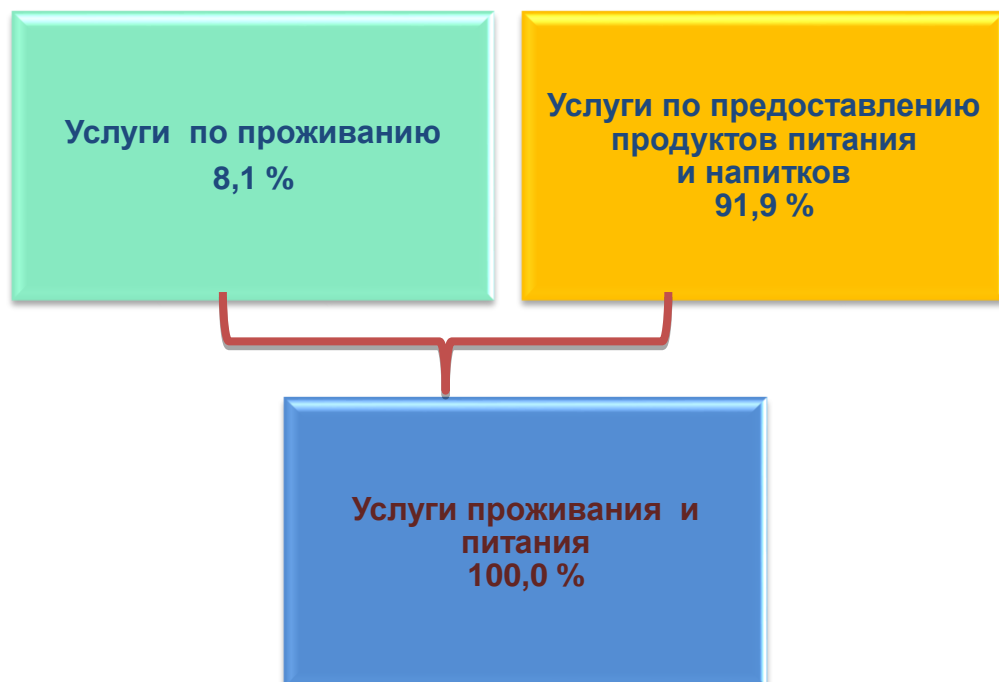 Услуги по проживанию
8,1 %
Услуги по предоставлению
продуктов питания
и напитков
91,9 %
Услуги проживания и
питания
100,0 %